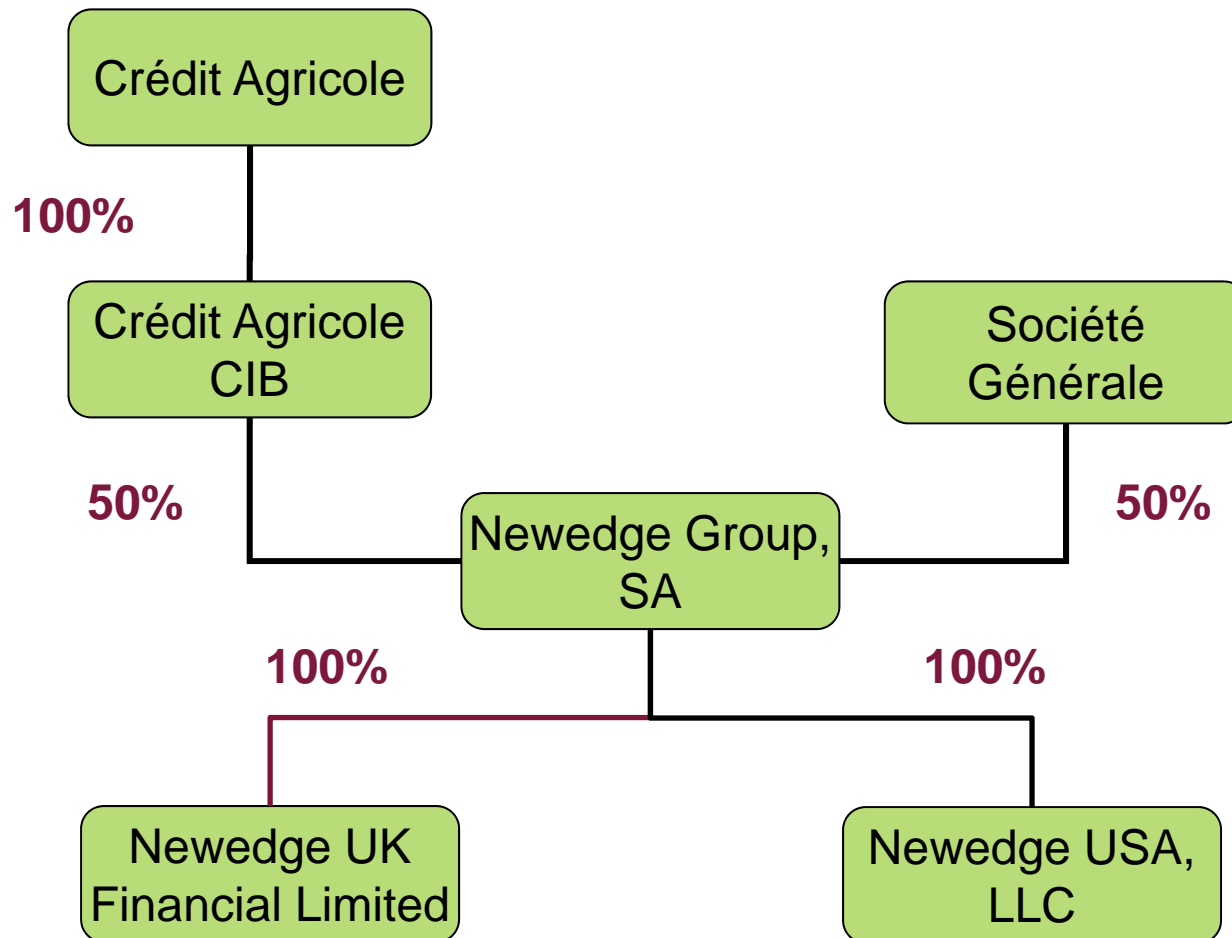 Crédit Agricole
100%
Crédit Agricole
CIB
Société
Générale
50%
50%
Newedge Group,
SA
100%
100%
Newedge UK
Financial Limited
Newedge USA,
LLC